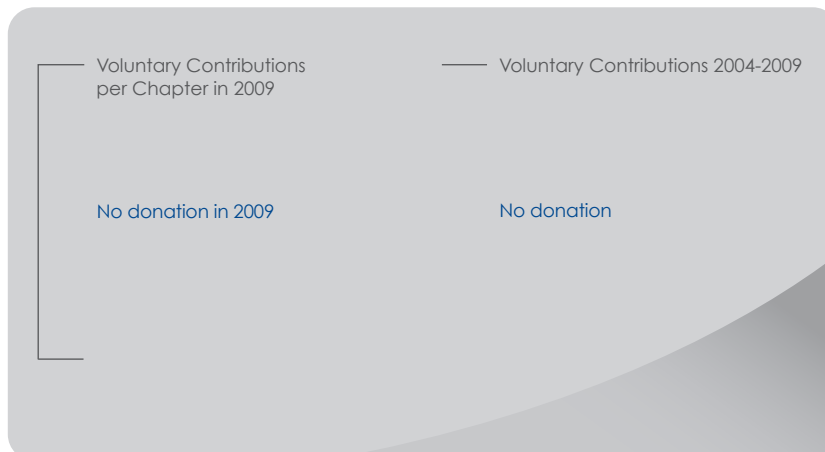 Voluntary Contributions
per Chapter in 2009
No donation in 2009
Voluntary Contributions 2004-2009
No donation